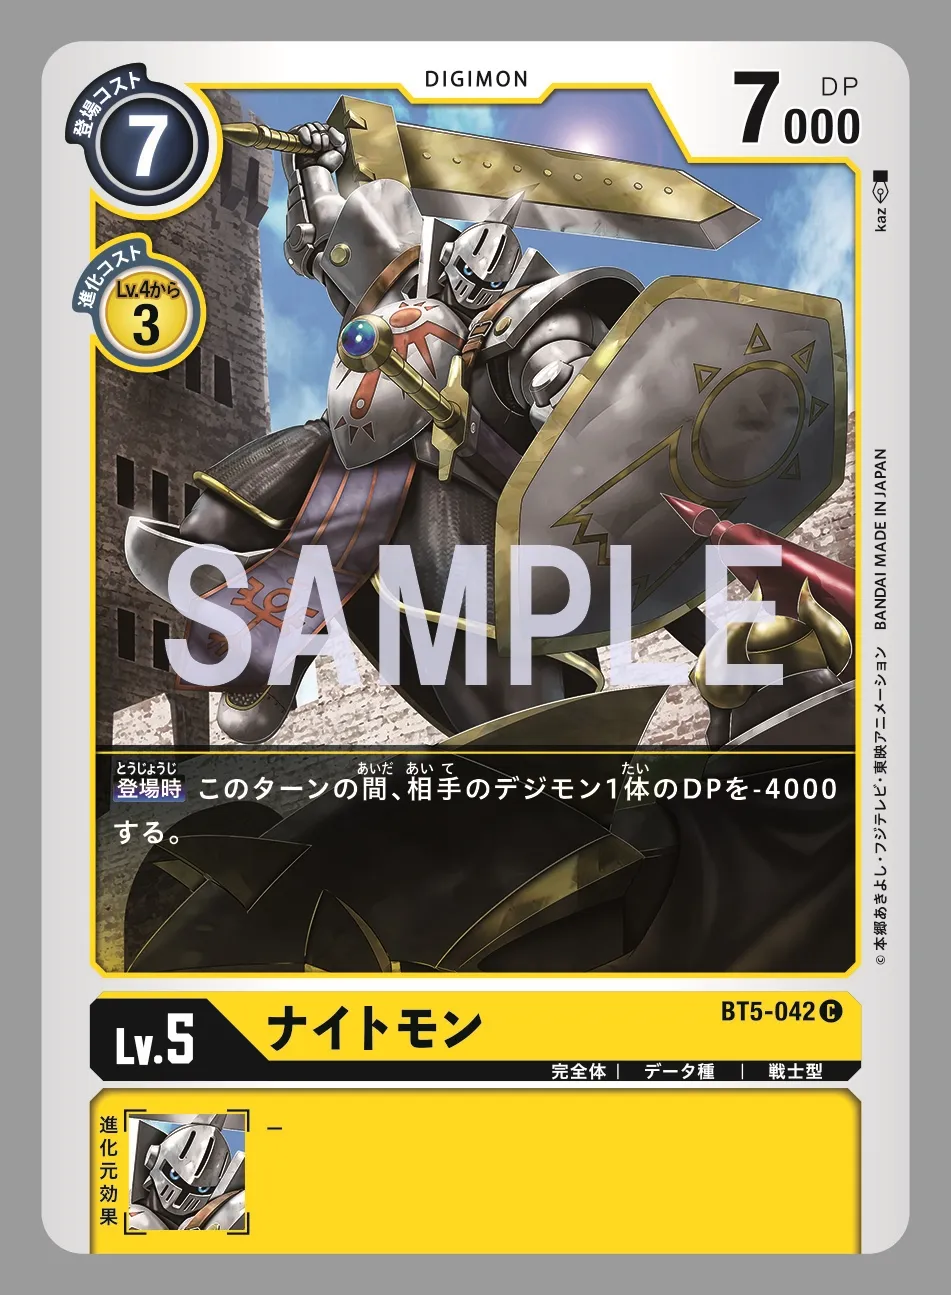 DIGIMON
登場コスト
7
7000
DP
進化コスト
Lv.4から
3
kaz
SAMPLE
とうじょうじ あいだ あいて たい
登場時 このターンの間、相手のデジモン1体のDPを-4000
する。
©本郷あきよし・フジテレビ・東映アニメーション BANDAI MADE IN JAPAN
Lv.5
ナイトモン
BT5-042 C
完全体 | データ種 | 戦士型
進化元効果
ー